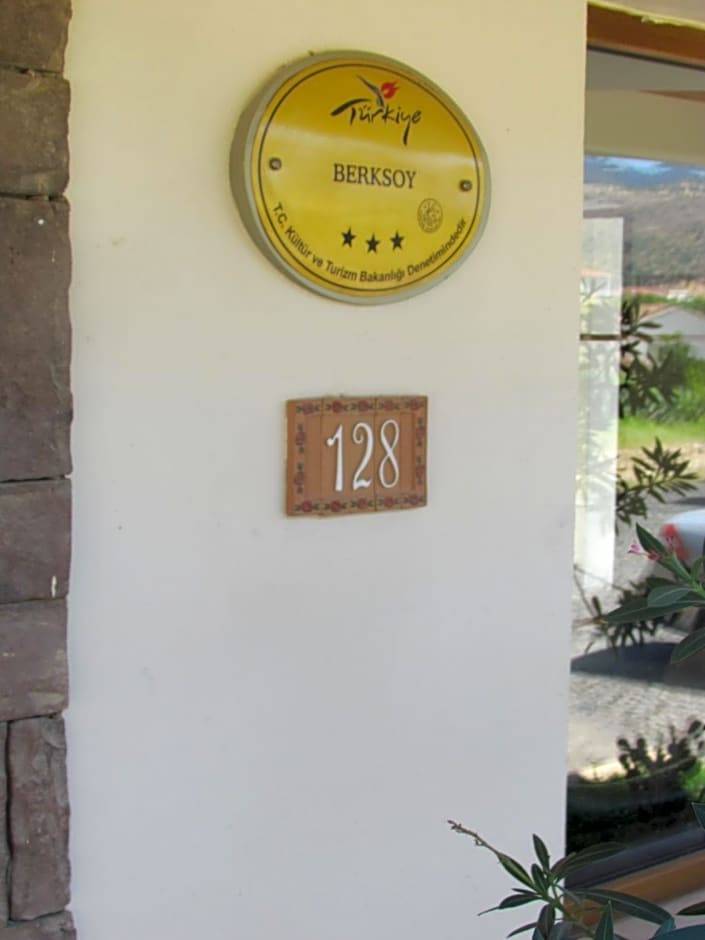 Türkiye
BERKSOY
★ ★ ★
T.C. Kültür ve Turizm Bakanlığı Denetimindedir
128